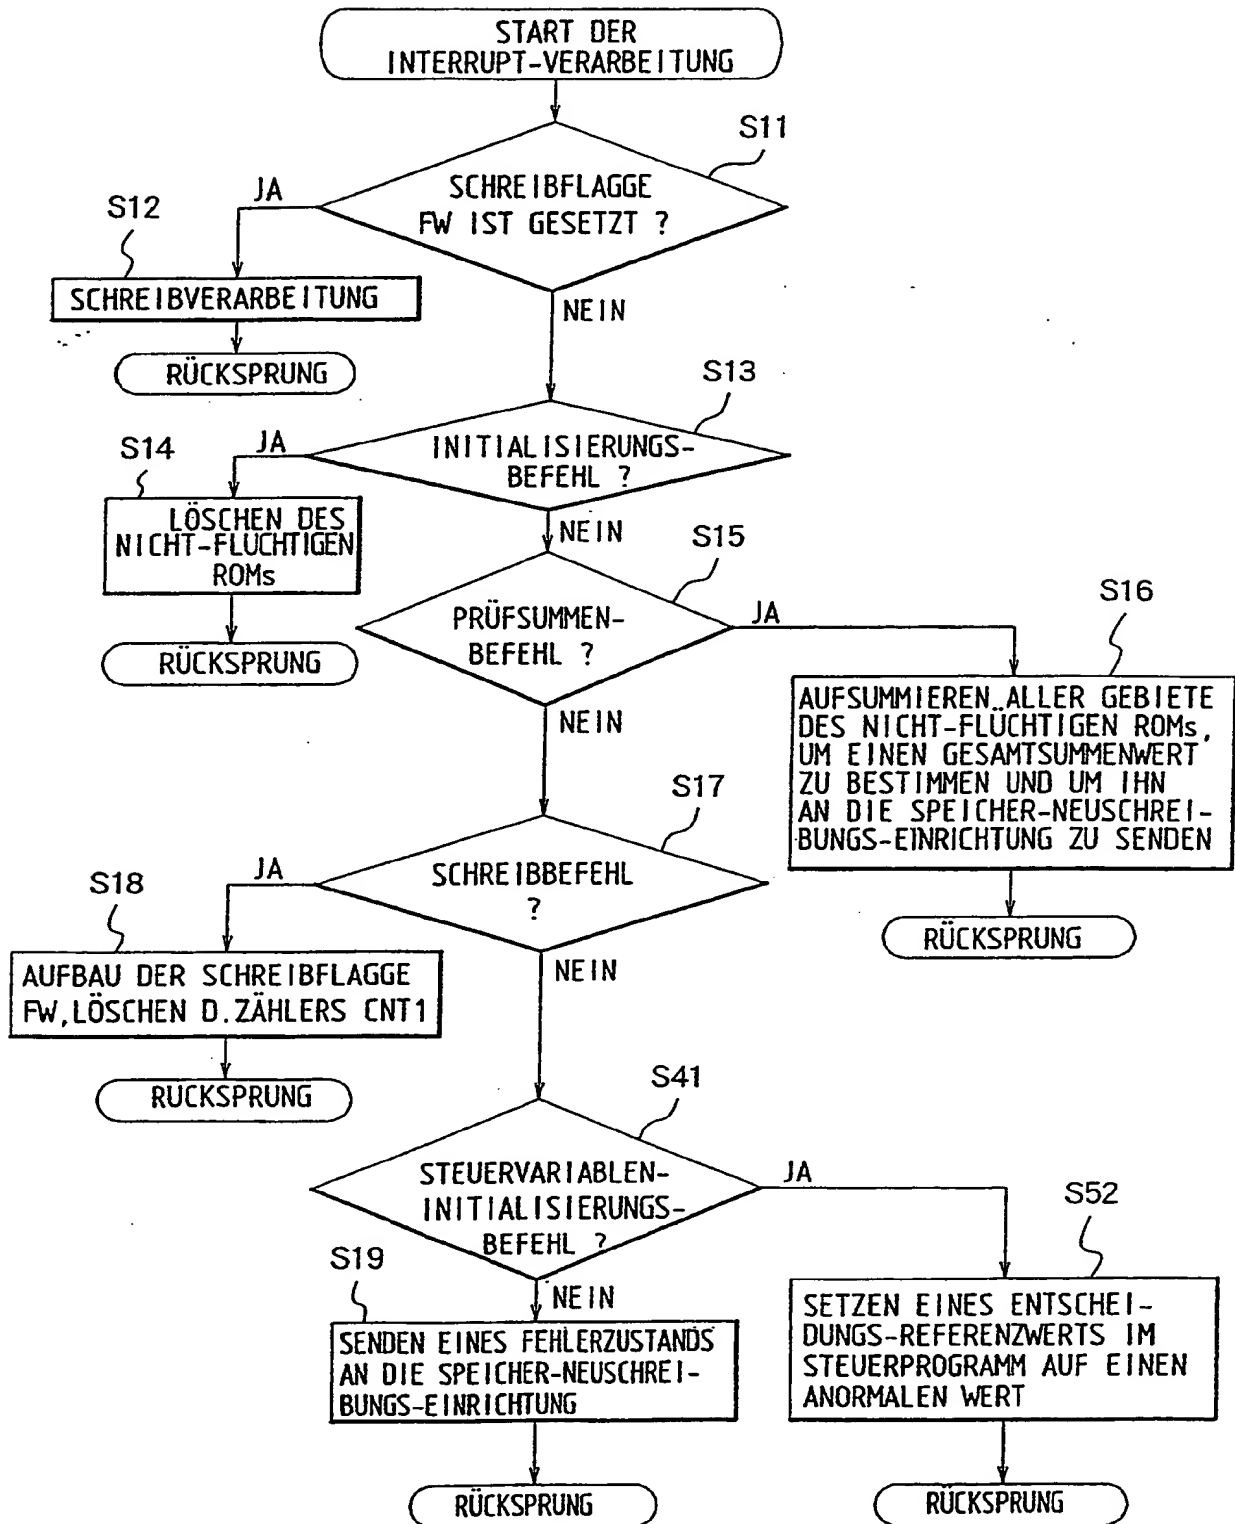 START DER
INTERRUPT-VERARBEITUNG
S11
SCHREIBFLAGGE
FW IST GESETZT ?
JA
S12
SCHREIBVERARBEITUNG
NEIN
RÜCKSPRUNG
S13
INITIALISIERUNGS-
BEFEHL ?
JA
S14
LÖSCHEN DES
NICHT-FLÜCHTIGEN
ROMs
NEIN
RÜCKSPRUNG
S15
PRÜFSUMMEN-
BEFEHL ?
JA
S16
AUFSUMMIEREN ALLER GEBIETE
DES NICHT-FLÜCHTIGEN ROMs,
UM EINEN GESAMTSUMMENWERT
ZU BESTIMMEN UND UM IHN
AN DIE SPEICHER-NEUSCHREI-
BUNGS-EINRICHTUNG ZU SENDEN
RÜCKSPRUNG
NEIN
S17
SCHREIBBEFEHL
?
JA
S18
AUFBAU DER SCHREIBFLAGGE
FW, LÖSCHEN D. ZÄHLERS CNT1
RUCKSPRUNG
NEIN
S41
STEUERVARIABLEN-
INITIALISIERUNGS-
BEFEHL ?
JA
S52
SETZEN EINES ENTSCHEI-
DUNGS-REFERENZWERTS IM
STEUERPROGRAMM AUF EINEN
ANORMALEN WERT
RÜCKSPRUNG
NEIN
S19
SENDEN EINES FEHLERZUSTANDS
AN DIE SPEICHER-NEUSCHREI-
BUNGS-EINRICHTUNG
RÜCKSPRUNG